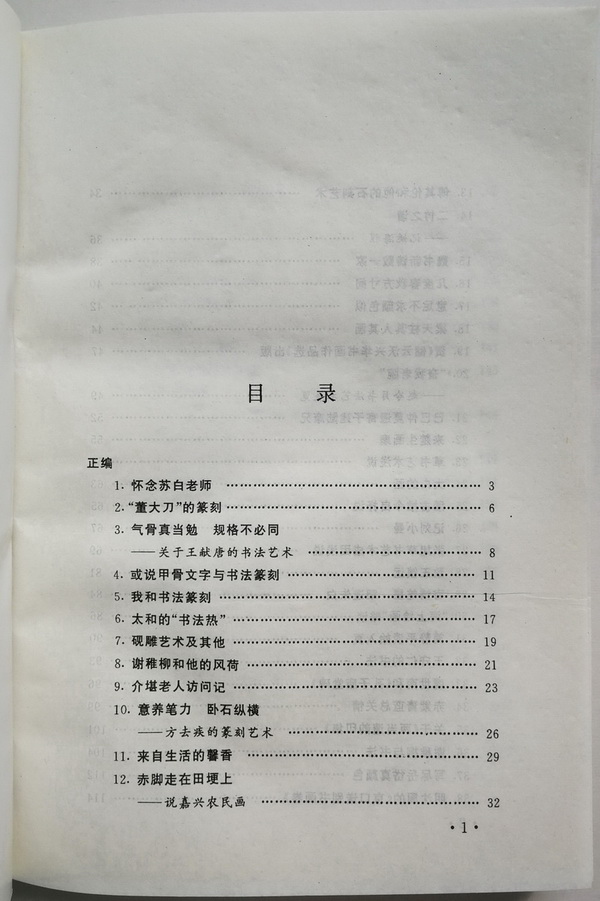 目 录
正编
1. 怀念苏白老师 ………………………… 3
2. “董大刀”的篆刻 ………………………… 6
3. 气骨真当勉 规格不必同
——关于王献唐的书法艺术 ………………………… 8
4. 或说甲骨文字与书法篆刻 ………………………… 11
5. 我和书法篆刻 ………………………… 14
6. 太和的“书法热” ………………………… 17
7. 砚雕艺术及其他 ………………………… 19
8. 谢稚柳和他的风荷 ………………………… 21
9. 介堪老人访问记 ………………………… 23
10. 意养笔力 卧石纵横
——方去疾的篆刻艺术 ………………………… 26
11. 来自生活的馨香 ………………………… 29
12. 赤脚走在田埂上
——说嘉兴农民画 ………………………… 32
· 1 ·